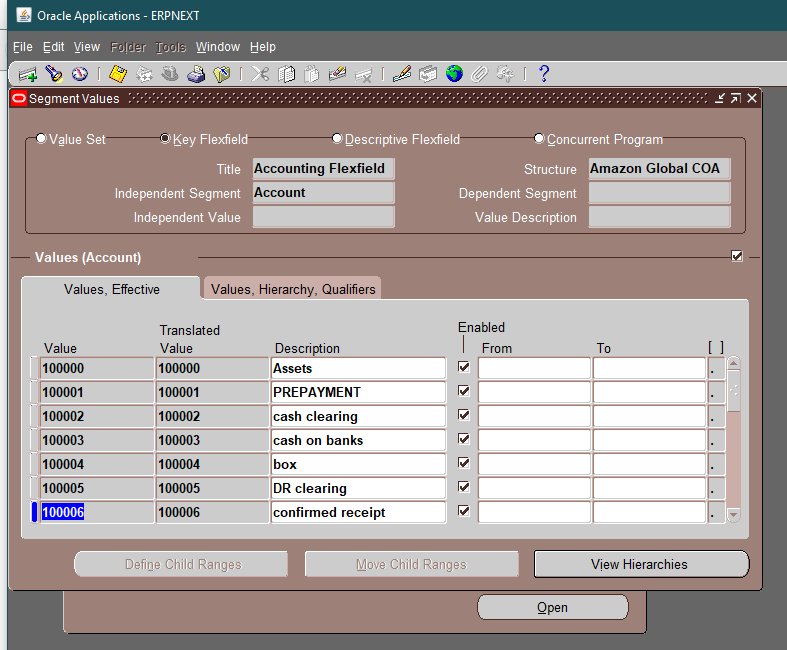 Oracle Applications - ERPNEXT
File Edit View Folder Tools Window Help
?
Segment Values
Value Set Key Flexfield Descriptive Flexfield Concurrent Program
Title Accounting Flexfield Structure Amazon Global COA
Independent Segment Account Dependent Segment
Independent Value Value Description
Values (Account)
Values, Effective Values, Hierarchy, Qualifiers
Translated Enabled
Value Value Description From To [ ]
100000 100000 Assets .
100001 100001 PREPAYMENT .
100002 100002 cash clearing .
100003 100003 cash on banks .
100004 100004 box .
100005 100005 DR clearing .
100006 100006 confirmed receipt .
Define Child Ranges Move Child Ranges View Hierarchies
Open